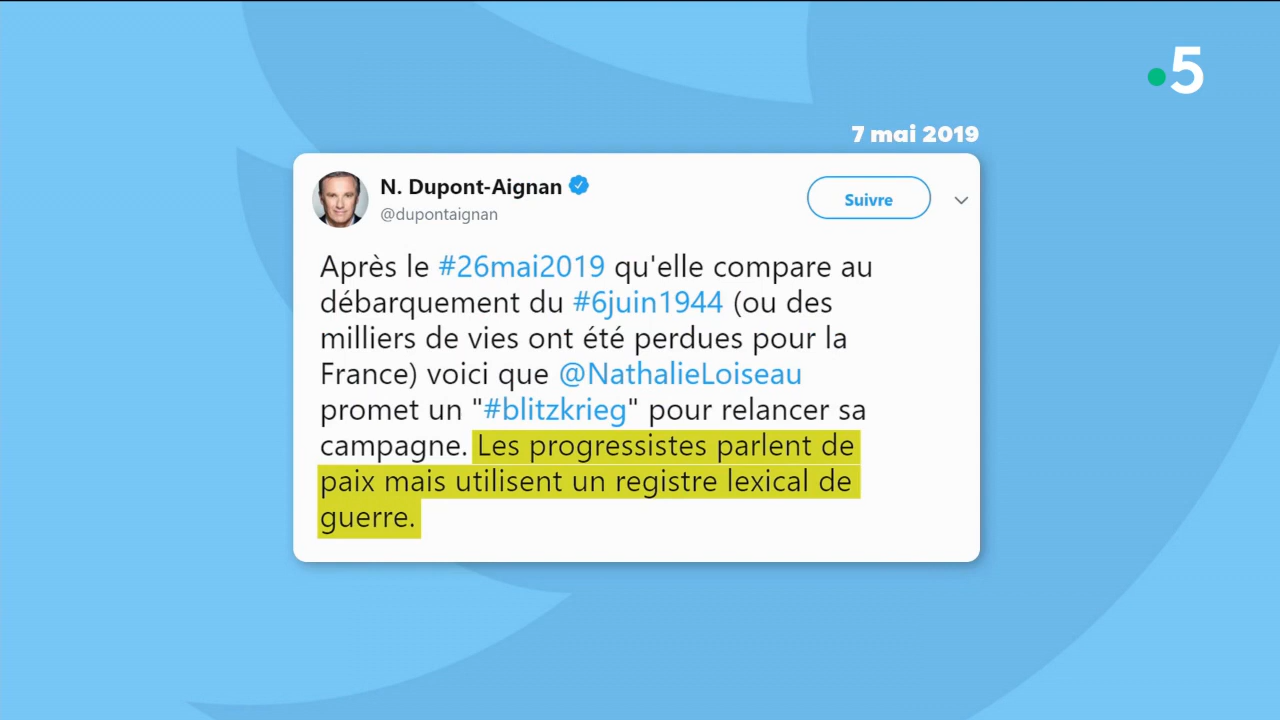 5
7 mai 2019
N. Dupont-Aignan
@dupontaignan
Suivre
Après le #26mai2019 qu'elle compare au
débarquement du #6juin1944 (ou des
milliers de vies ont été perdues pour la
France) voici que @NathalieLoiseau
promet un "#blitzkrieg" pour relancer sa
campagne. Les progressistes parlent de
paix mais utilisent un registre lexical de
guerre.